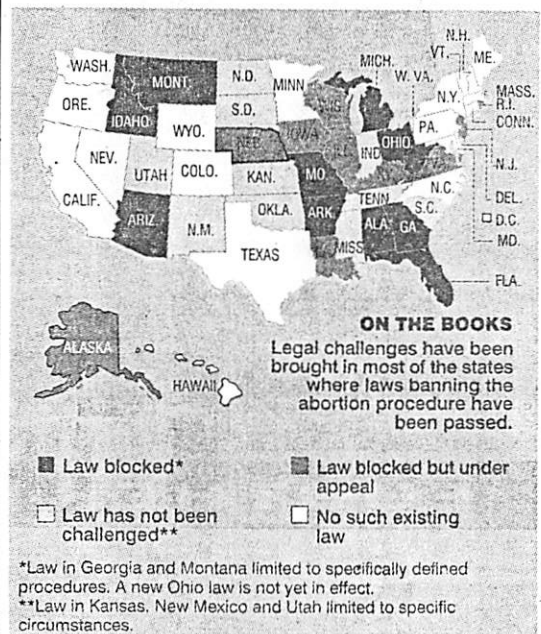 N.H.
VT.
ME.
WASH.
MONT.
N.D.
MINN
MICH.
W. VA.
ORE.
IDAHO
S.D.
WIS.
N.Y.
MASS.
R.I.
CONN.
WYO.
NEB.
IOWA
ILL
IND
OHIO
PA.
N.J.
NEV.
UTAH
COLO.
KAN.
MO.
KY
VA
DEL.
CALIF.
ARIZ.
N.M.
OKLA.
ARK.
TENN
N.C.
S.C.
D.C.
MD.
TEXAS
MISS
ALA.
GA
FLA.
ALASKA
HAWAII
ON THE BOOKS
Legal challenges have been
brought in most of the states
where laws banning the
abortion procedure have
been passed.
Law blocked*
Law blocked but under
appeal
Law has not been
challenged**
No such existing
law
*Law in Georgia and Montana limited to specifically defined
procedures. A new Ohio law is not yet in effect.
**Law in Kansas, New Mexico and Utah limited to specific
circumstances.